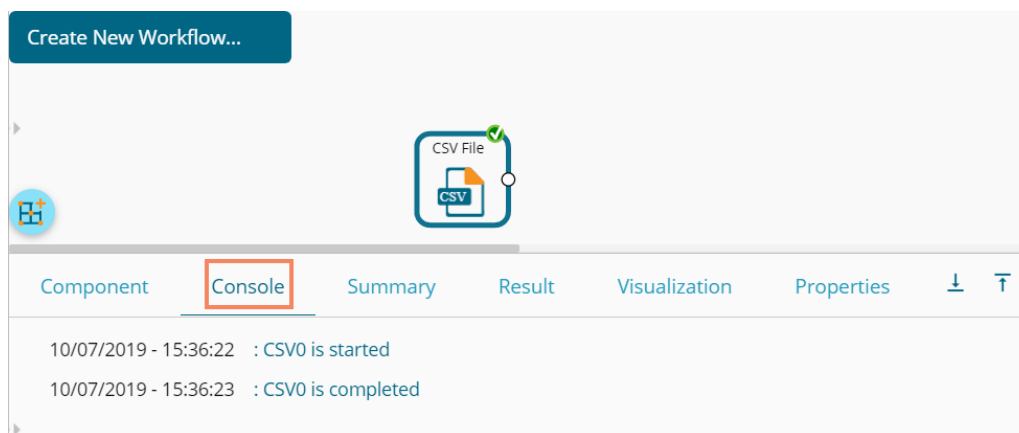 Create New Workflow...
CSV File
CSV
Component Console Summary Result Visualization Properties
10/07/2019 - 15:36:22 : CSV0 is started
10/07/2019 - 15:36:23 : CSV0 is completed